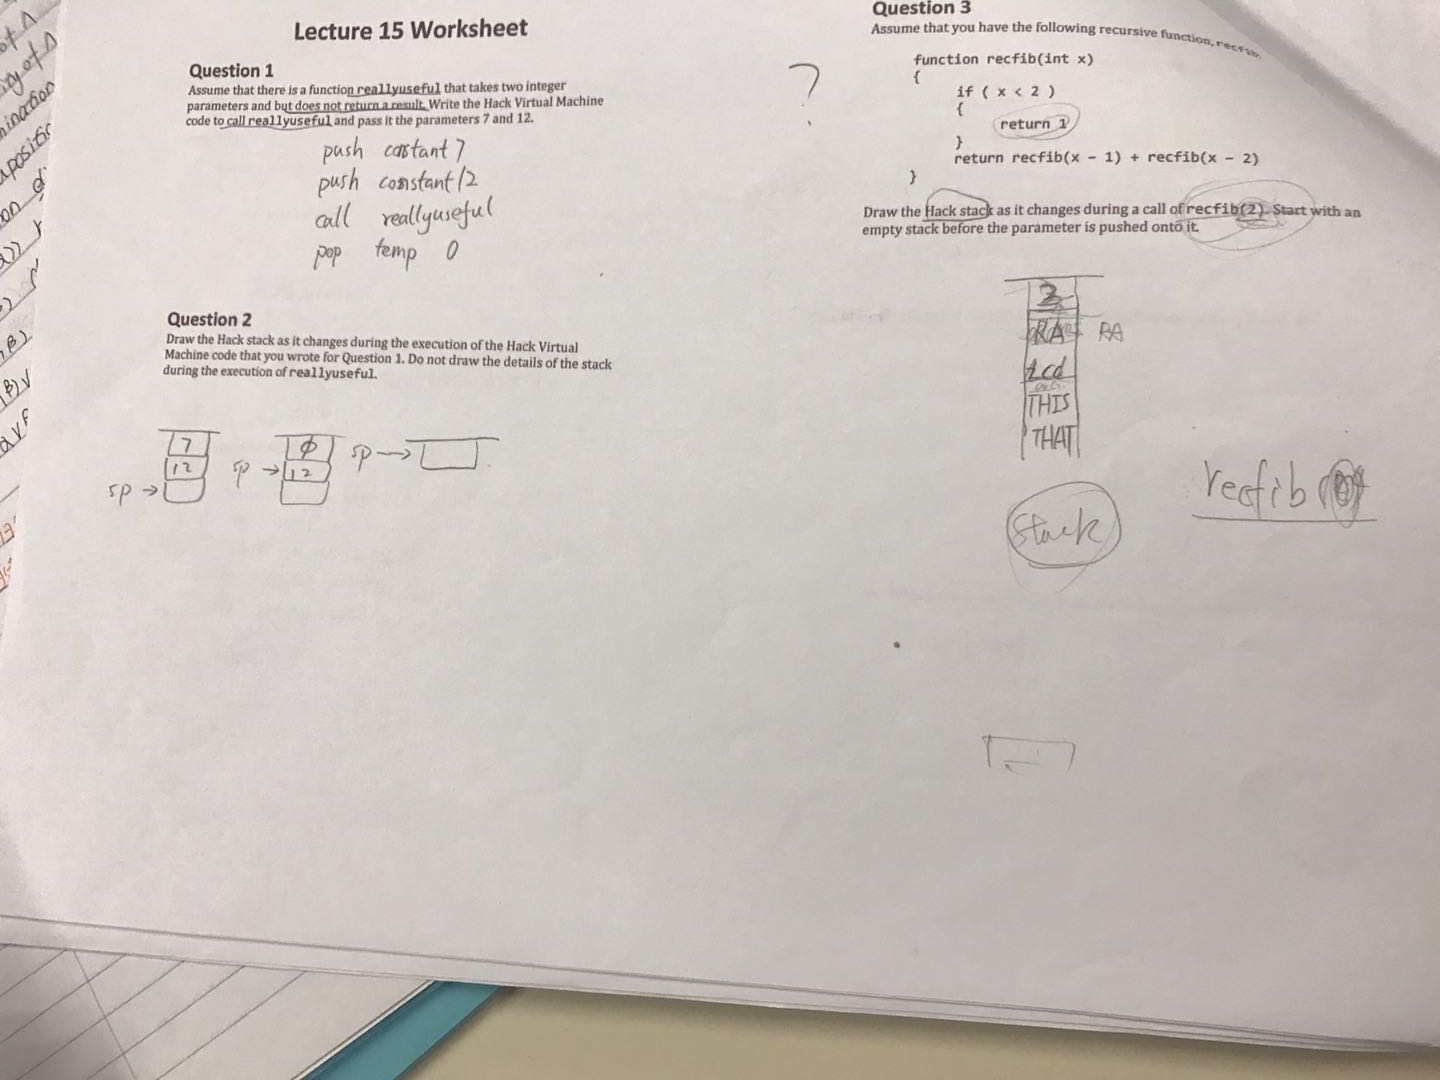 Lecture 15 Worksheet
Question 1
Assume that there is a function reallyuseful that takes two integer
parameters and but does not return a result. Write the Hack Virtual Machine
code to call reallyuseful and pass it the parameters 7 and 12.
push constant 7
push constant 12
call reallyuseful
pop temp 0
Question 2
Draw the Hack stack as it changes during the execution of the Hack Virtual
Machine code that you wrote for Question 1. Do not draw the details of the stack
during the execution of reallyuseful.
7
12
sp →
0
sp → 12
sp →
?
Question 3
Assume that you have the following recursive function, recfib.
function recfib(int x)
{
if ( x < 2 )
{
return 1
}
return recfib(x - 1) + recfib(x - 2)
}
Draw the Hack stack as it changes during a call of recfib(2). Start with an
empty stack before the parameter is pushed onto it.
2
RA RA
Lcd
THIS
THAT
stack
recfib